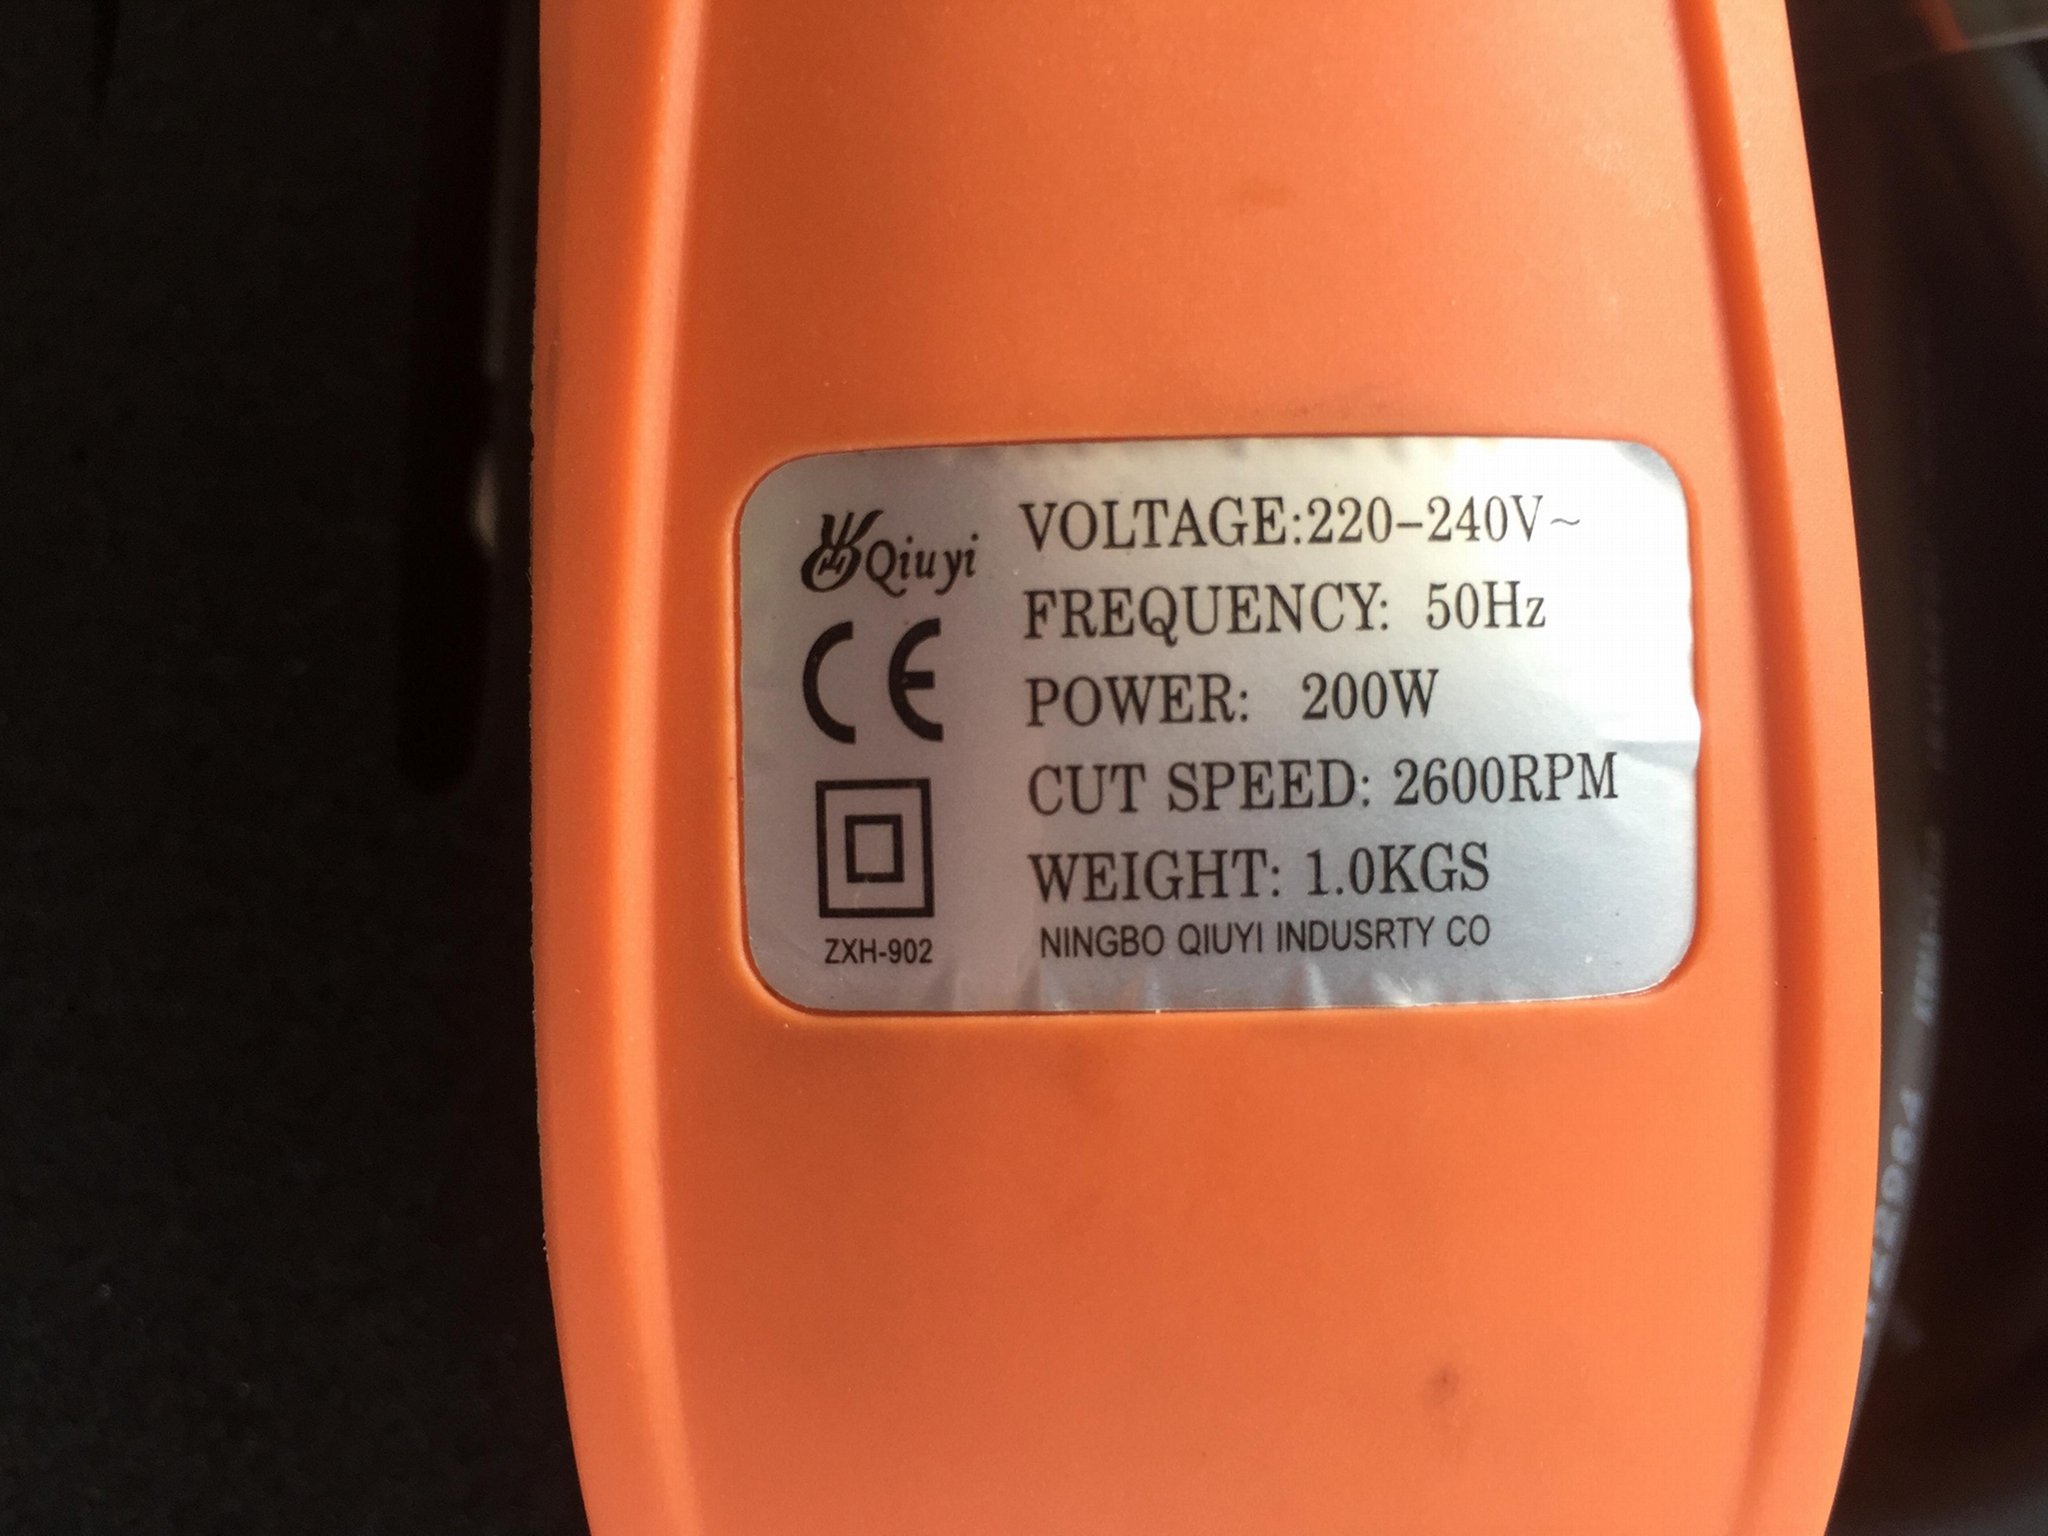 Qiuyi
CE
ZXH-902
VOLTAGE:220-240V~
FREQUENCY: 50Hz
POWER: 200W
CUT SPEED: 2600RPM
WEIGHT: 1.0KGS
NINGBO QIUYI INDUSRTY CO